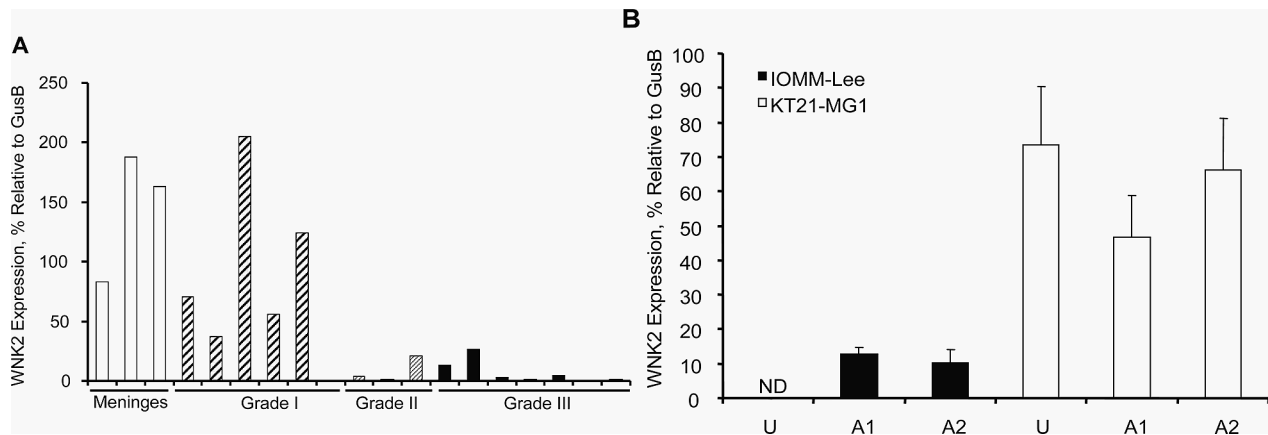 A
WNK2 Expression, % Relative to GusB
250
200
150
100
50
0
Meninges Grade I Grade II Grade III
B
WNK2 Expression, % Relative to GusB
100
90
80
70
60
50
40
30
20
10
0
IOMM-Lee
KT21-MG1
ND
U A1 A2 U A1 A2